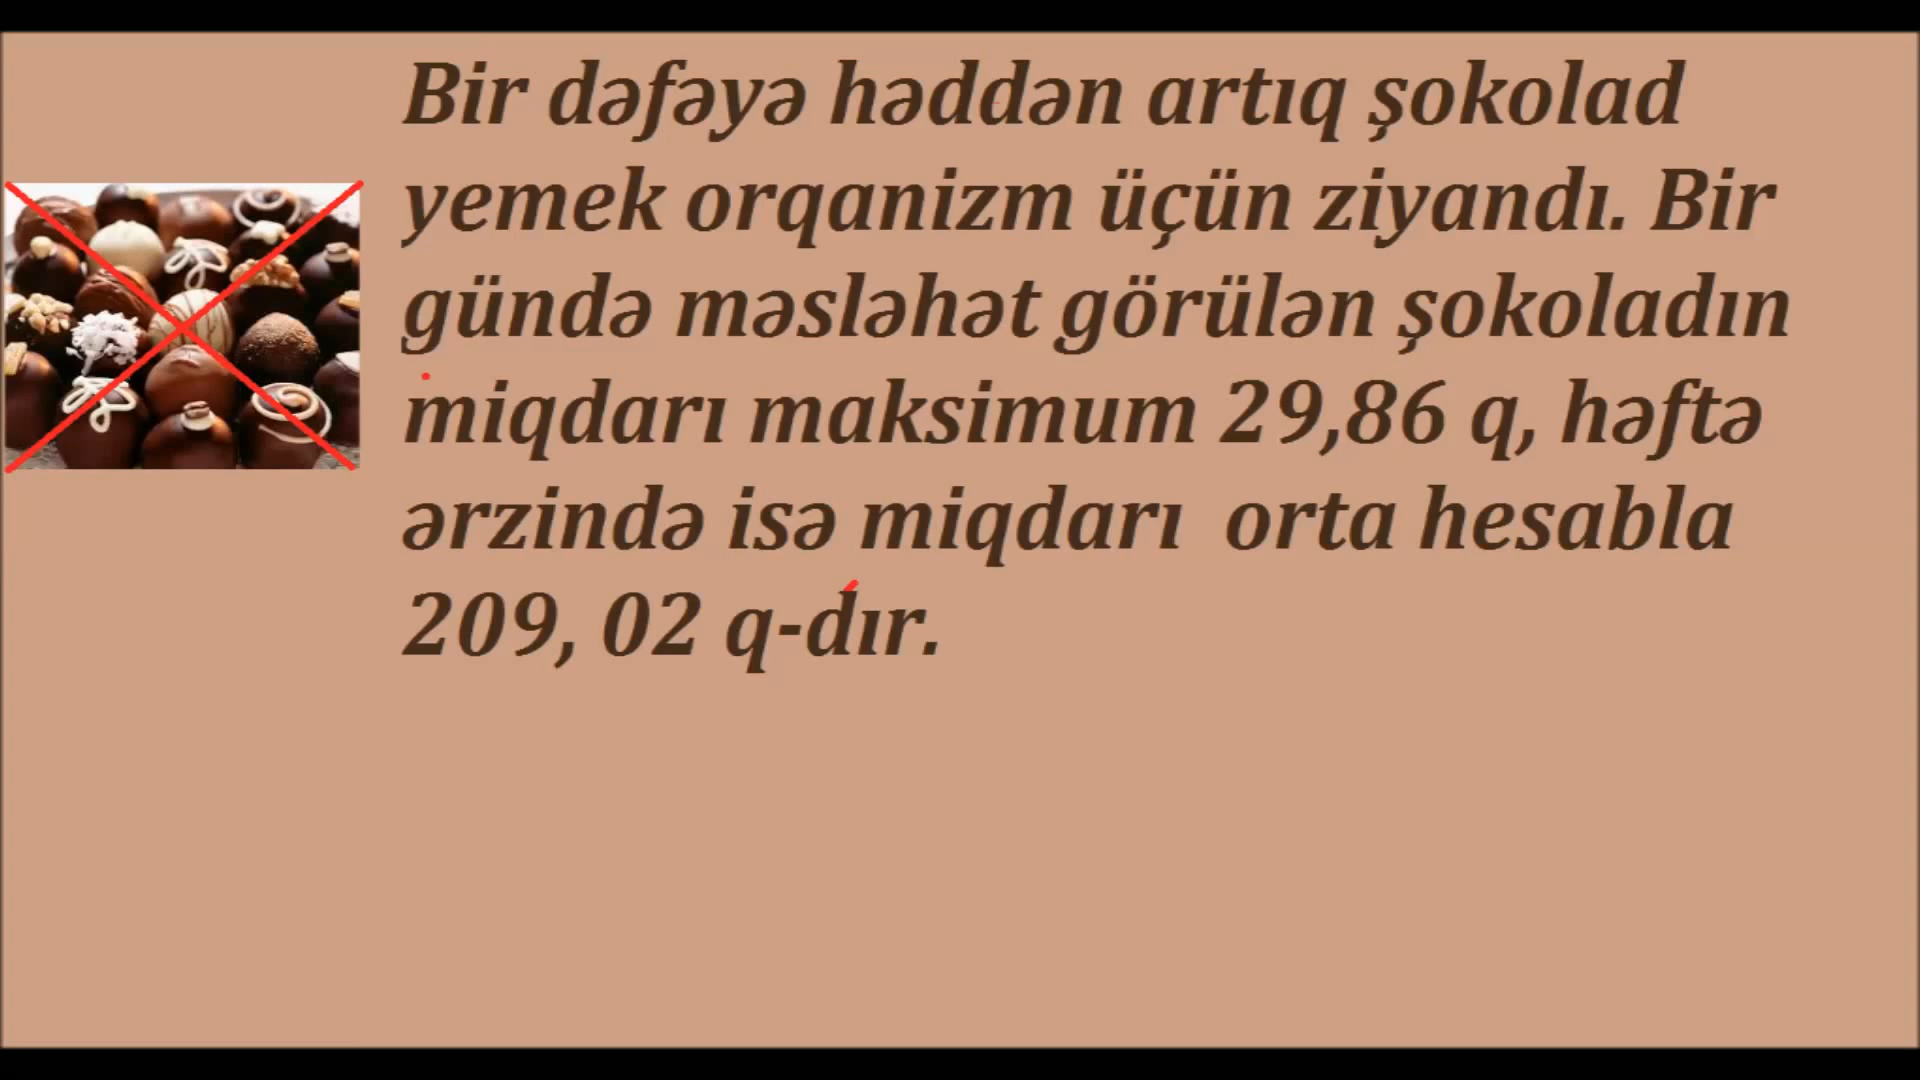 Bir dəfəyə həddən artıq şokolad
yemek orqanizm üçün ziyandı. Bir
gündə məsləhət görülən şokoladın
miqdarı maksimum 29,86 q, həftə
ərzində isə miqdarı  orta hesabla
209, 02 q-dır.